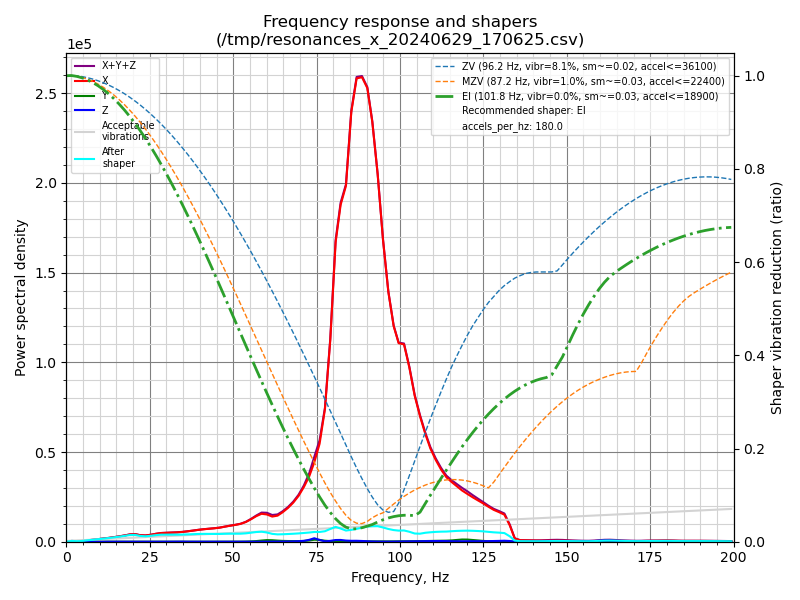 Frequency response and shapers
(/tmp/resonances_x_20240629_170625.csv)
1e5
X+Y+Z
X
Y
Z
Acceptable
vibrations
After
shaper
ZV (96.2 Hz, vibr=8.1%, sm~=0.02, accel<=36100)
MZV (87.2 Hz, vibr=1.0%, sm~=0.03, accel<=22400)
EI (101.8 Hz, vibr=0.0%, sm~=0.03, accel<=18900)
Recommended shaper: EI
accels_per_hz: 180.0
Power spectral density
2.5
2.0
1.5
1.0
0.5
0.0
1.0
0.8
0.6
0.4
0.2
0.0
Shaper vibration reduction (ratio)
0 25 50 75 100 125 150 175 200
Frequency, Hz